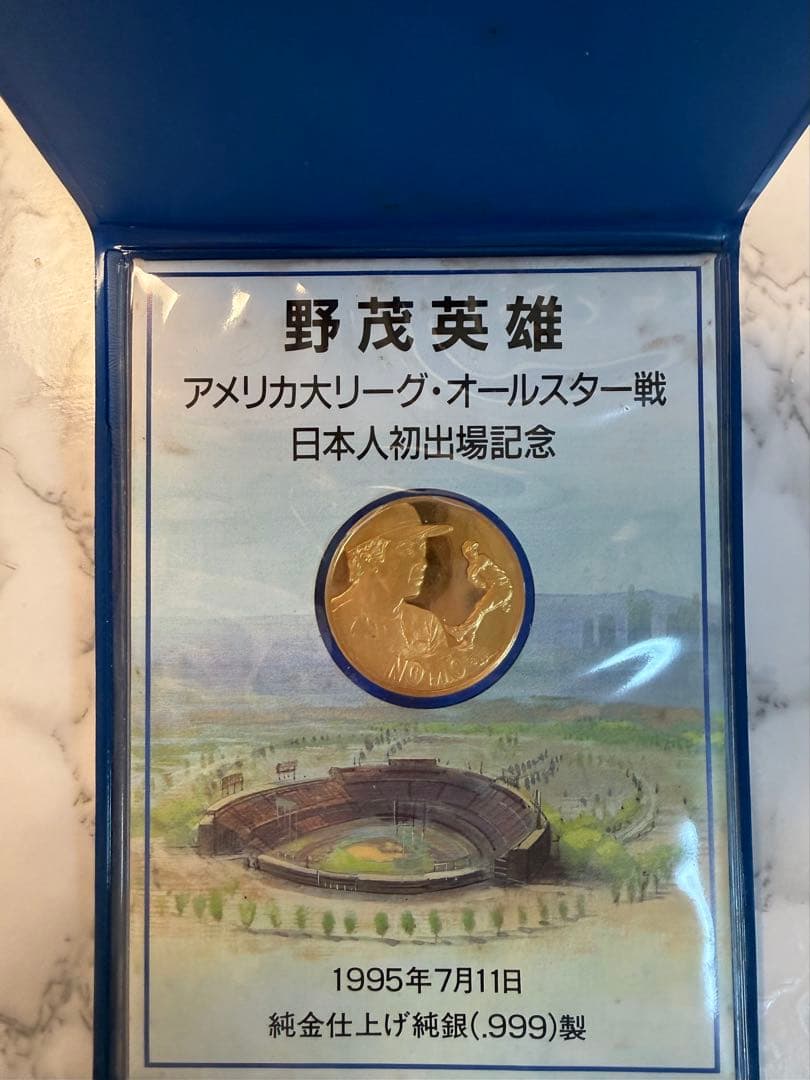 野茂英雄
アメリカ大リーグ・オールスター戦
日本人初出場記念
NOMO
1995年7月11日
純金仕上げ純銀(.999)製